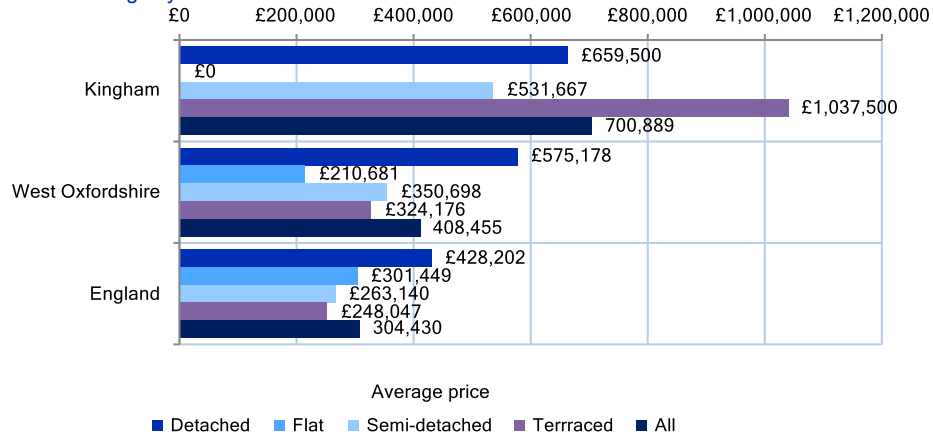 £0 £200,000 £400,000 £600,000 £800,000 £1,000,000 £1,200,000
Kingham
£659,500
£0
£531,667
£1,037,500
700,889
West Oxfordshire
£575,178
£210,681
£350,698
£324,176
408,455
England
£428,202
£301,449
£263,140
£248,047
304,430
Average price
Detached Flat Semi-detached Terrraced All